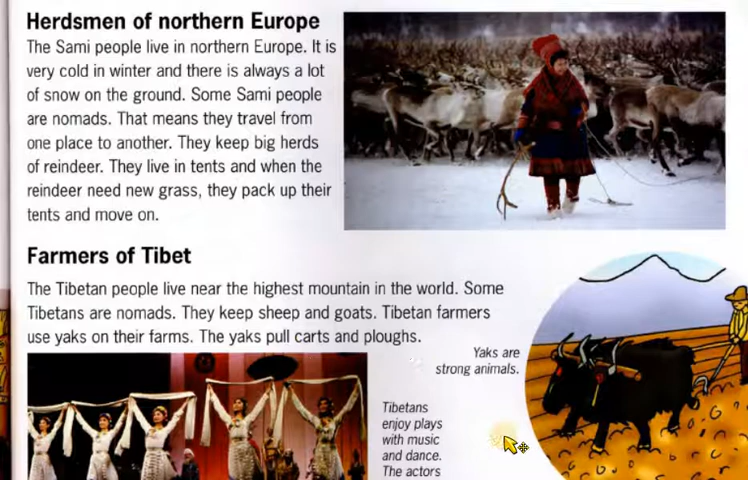 Herdsmen of northern Europe
The Sami people live in northern Europe. It is
very cold in winter and there is always a lot
of snow on the ground. Some Sami people
are nomads. That means they travel from
one place to another. They keep big herds
of reindeer. They live in tents and when the
reindeer need new grass, they pack up their
tents and move on.
Farmers of Tibet
The Tibetan people live near the highest mountain in the world. Some
Tibetans are nomads. They keep sheep and goats. Tibetan farmers
use yaks on their farms. The yaks pull carts and ploughs.
Yaks are
strong animals.
Tibetans
enjoy plays
with music
and dance.
The actors